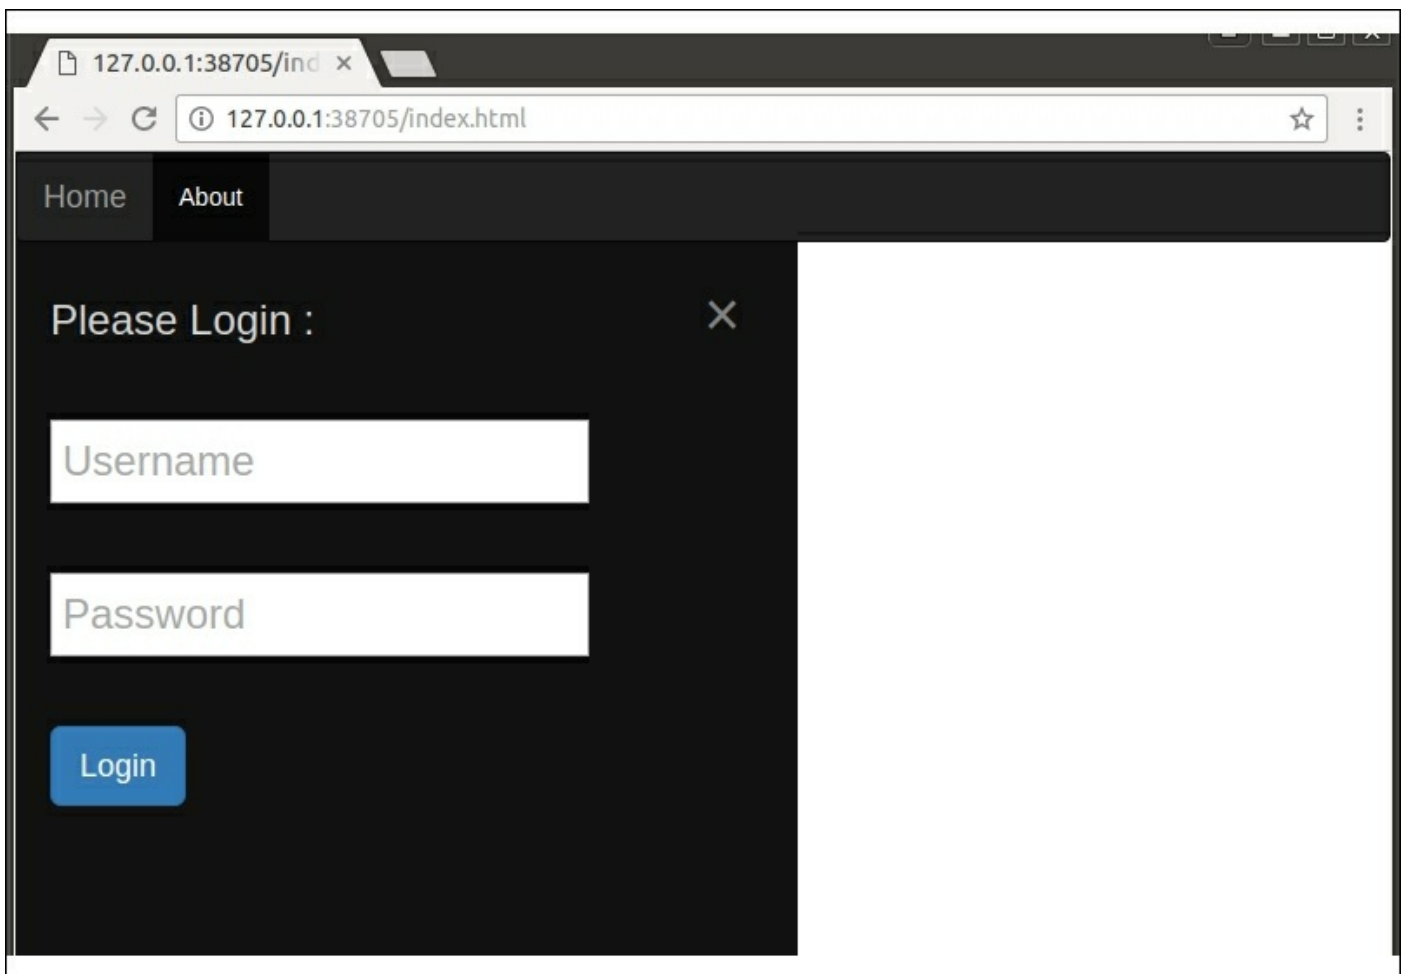 127.0.0.1:38705/ind
127.0.0.1:38705/index.html
Home About
Please Login :
Username
Password
Login